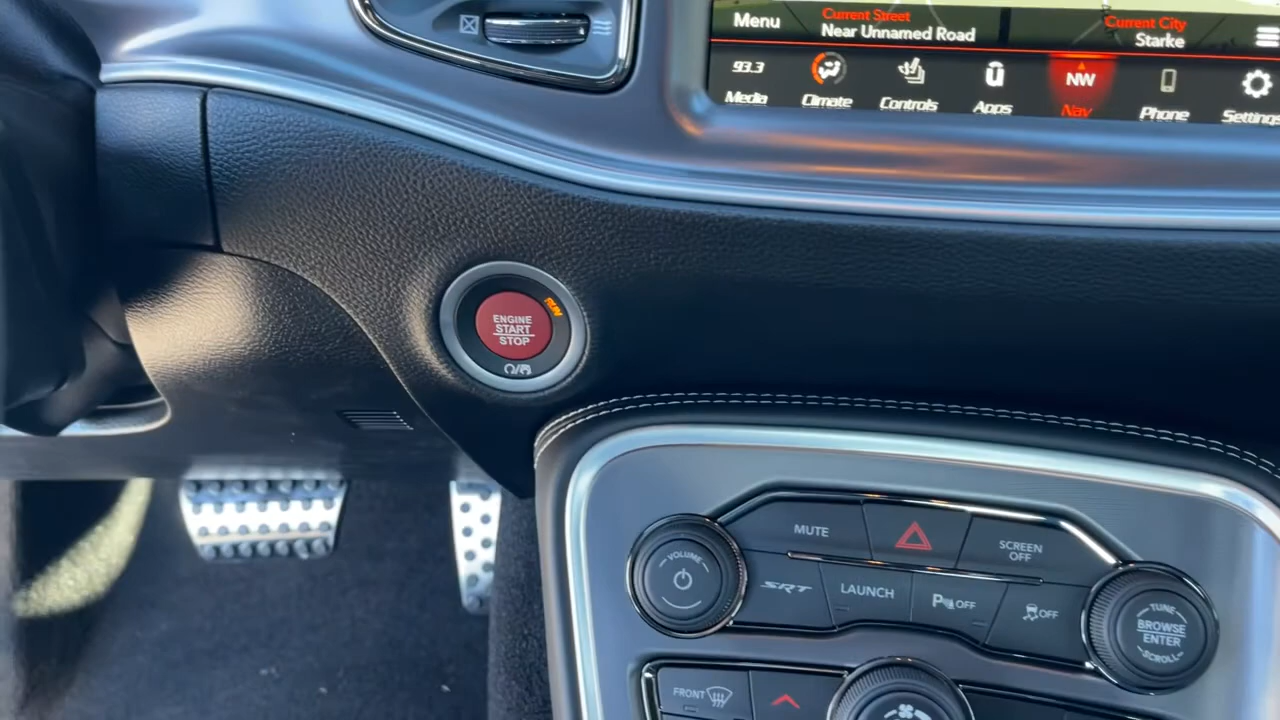 Menu
Current Street
Near Unnamed Road
Current City
Starke
93.3
NW
Media
Climate
Controls
Apps
Nav
Phone
Settings
RUN
ENGINE
START
STOP
MUTE
SCREEN
OFF
VOLUME
SRT
LAUNCH
P OFF
OFF
TUNE
BROWSE
ENTER
SCROLL
FRONT